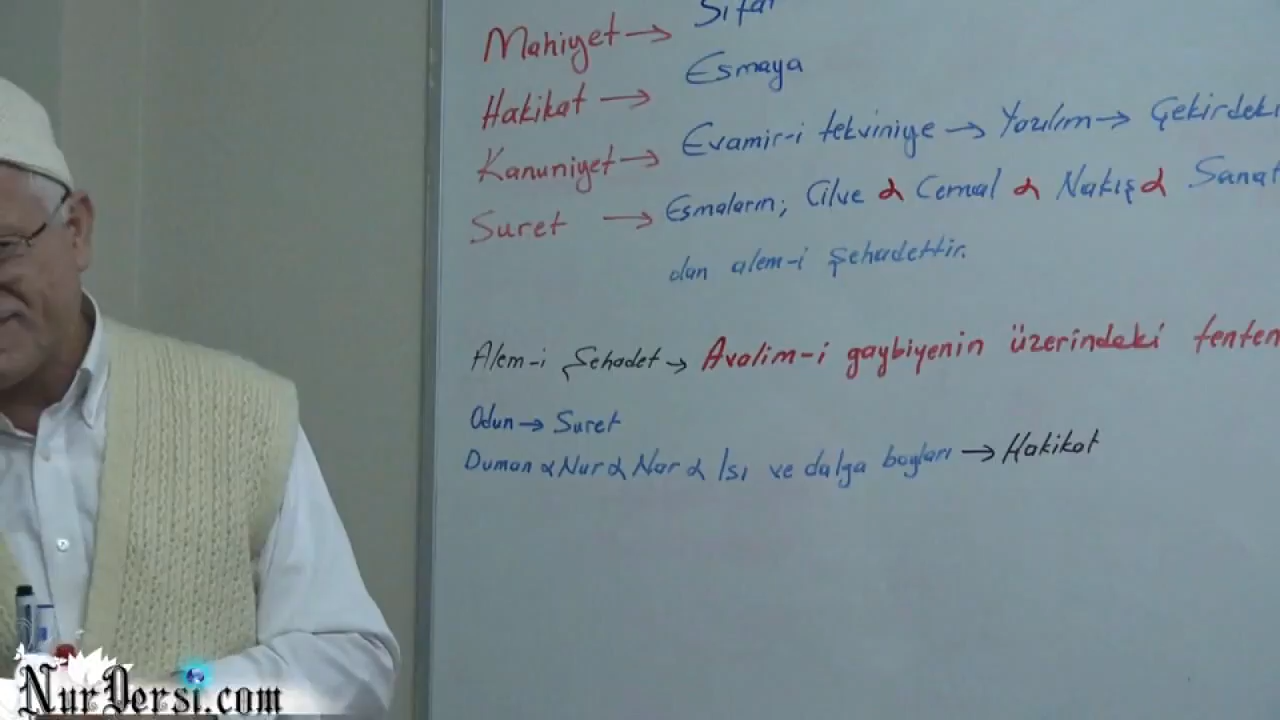 Mahiyet → Sıfat
Hakikat → Esmaya
Kanuniyet → Evamir-i tekviniye → Yazılım → Çekirdeki
Suret → Esmaların; Cilve & Cemal & Nakış & Sanat
dan alem-i Şehadettir.
Alem-i Şehadet → Avalim-i gaybiyenin üzerindeki tenten
Odun → Suret
Duman & Nur & Nar & Isı ve dalga boyları → Hakikat
NurDersi.com